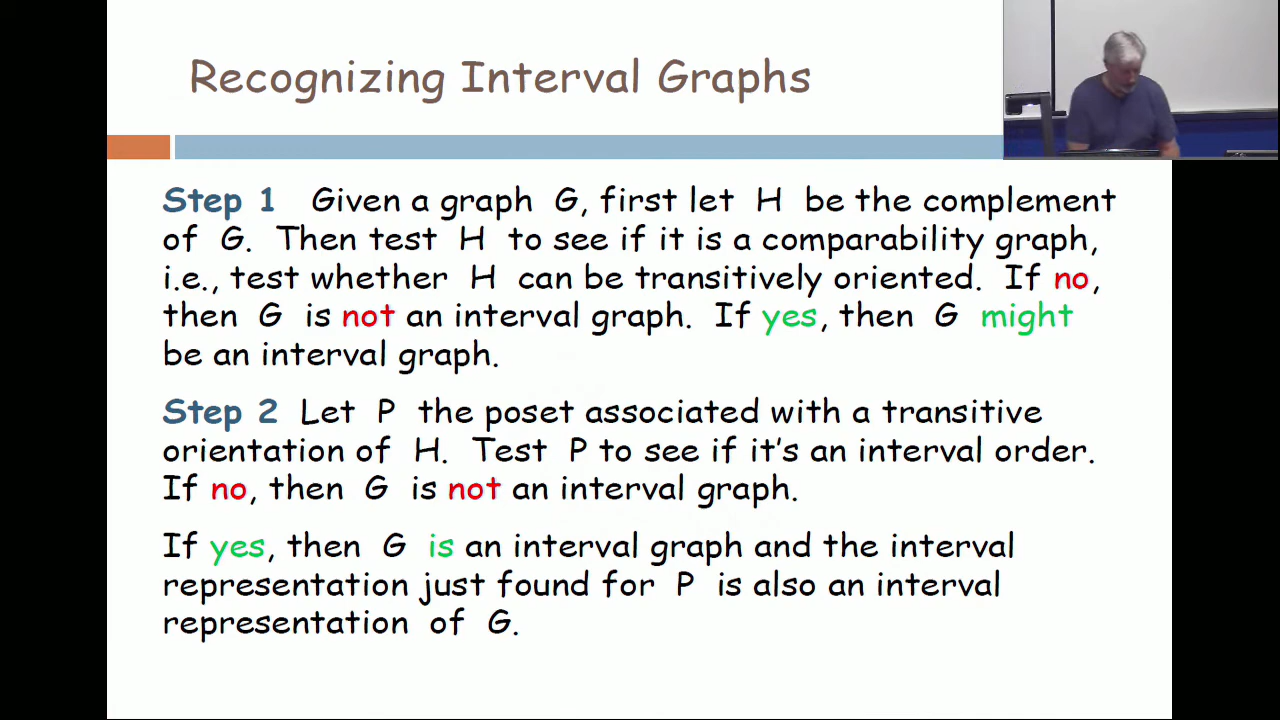 Recognizing Interval Graphs
Step 1 Given a graph G, first let H be the complement
of G. Then test H to see if it is a comparability graph,
i.e., test whether H can be transitively oriented. If no,
then G is not an interval graph. If yes, then G might
be an interval graph.
Step 2 Let P the poset associated with a transitive
orientation of H. Test P to see if it's an interval order.
If no, then G is not an interval graph.
If yes, then G is an interval graph and the interval
representation just found for P is also an interval
representation of G.